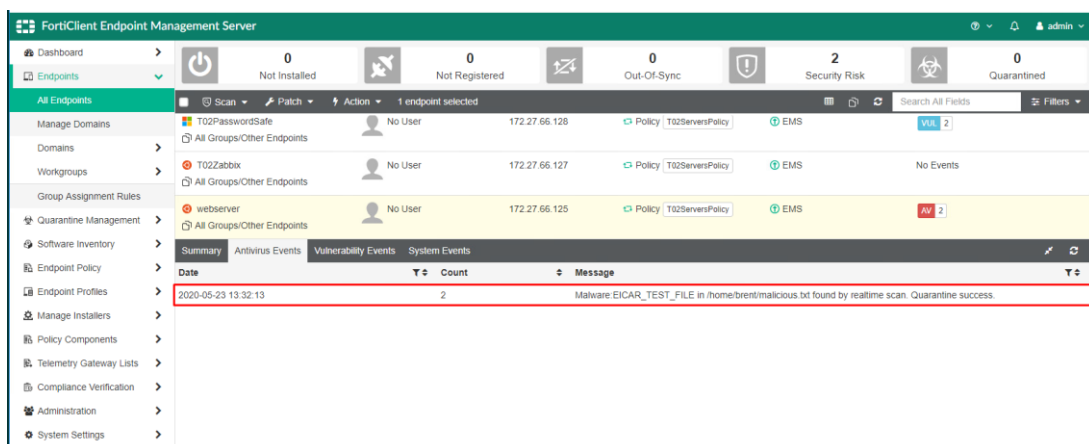 FortiClient Endpoint Management Server
admin
Dashboard
Endpoints
All Endpoints
Manage Domains
Domains
Workgroups
Group Assignment Rules
Quarantine Management
Software Inventory
Endpoint Policy
Endpoint Profiles
Manage Installers
Policy Components
Telemetry Gateway Lists
Compliance Verification
Administration
System Settings
0 0 0 2 0
Not Installed Not Registered Out-Of-Sync Security Risk Quarantined
Scan Patch Action 1 endpoint selected Search All Fields Filters
T02PasswordSafe No User 172.27.66.128 Policy T02ServersPolicy EMS VUL 2
All Groups/Other Endpoints
T02Zabbix No User 172.27.66.127 Policy T02ServersPolicy EMS No Events
All Groups/Other Endpoints
webserver No User 172.27.66.125 Policy T02ServersPolicy EMS AV 2
All Groups/Other Endpoints
Summary Antivirus Events Vulnerability Events System Events
Date Count Message
2020-05-23 13:32:13 2 Malware:EICAR_TEST_FILE in /home/brent/malicious.txt found by realtime scan. Quarantine success.